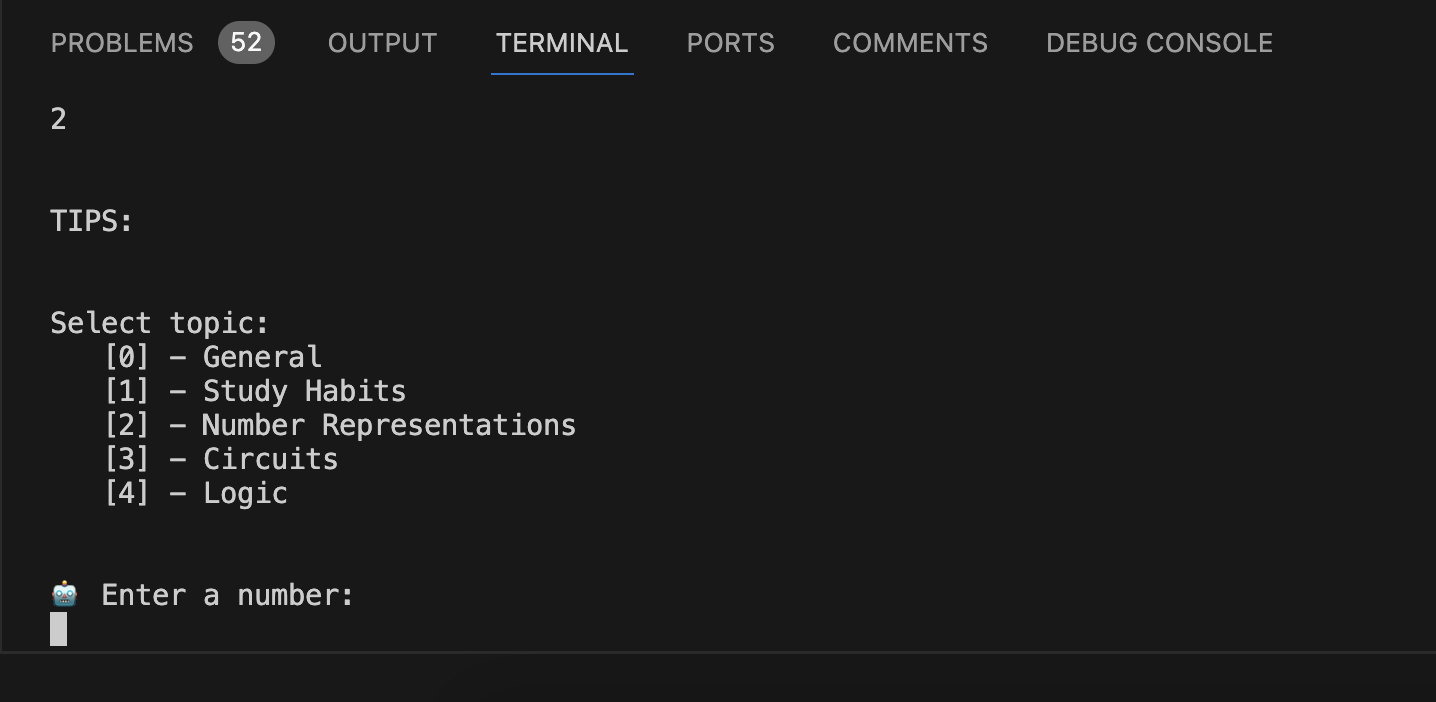 PROBLEMS 52 OUTPUT TERMINAL PORTS COMMENTS DEBUG CONSOLE
2
TIPS:
Select topic:
[0] – General
[1] – Study Habits
[2] – Number Representations
[3] – Circuits
[4] – Logic
🤖 Enter a number: